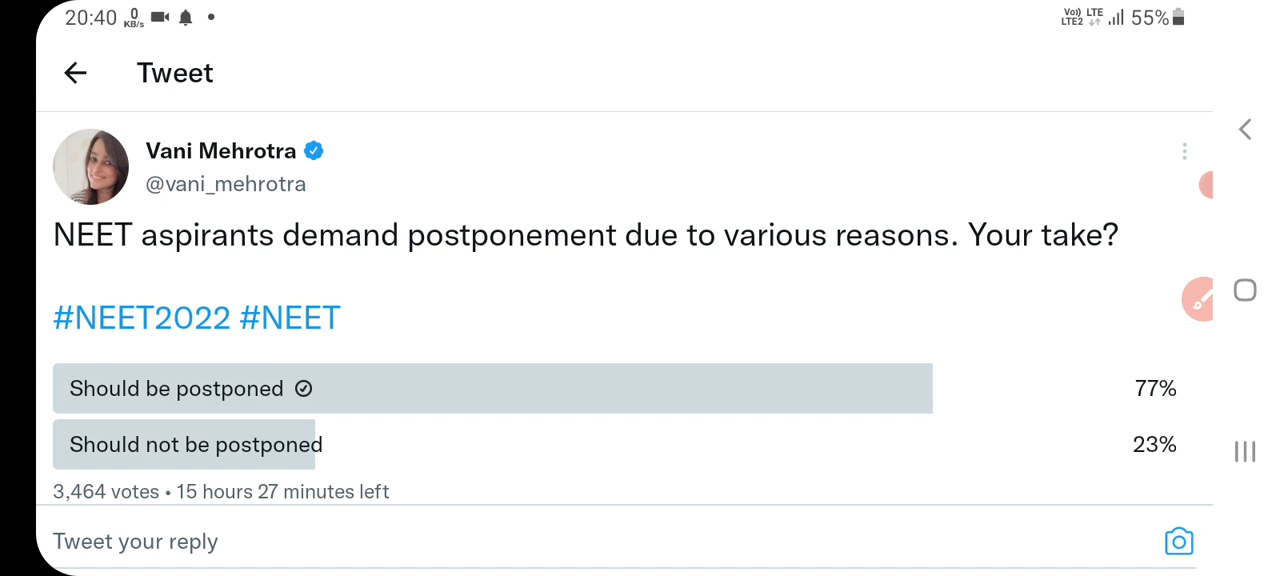 20:40 0 KB/s Vo)) LTE LTE2 55%
Tweet
Vani Mehrotra
@vani_mehrotra
NEET aspirants demand postponement due to various reasons. Your take?
#NEET2022 #NEET
Should be postponed 77%
Should not be postponed 23%
3,464 votes • 15 hours 27 minutes left
Tweet your reply